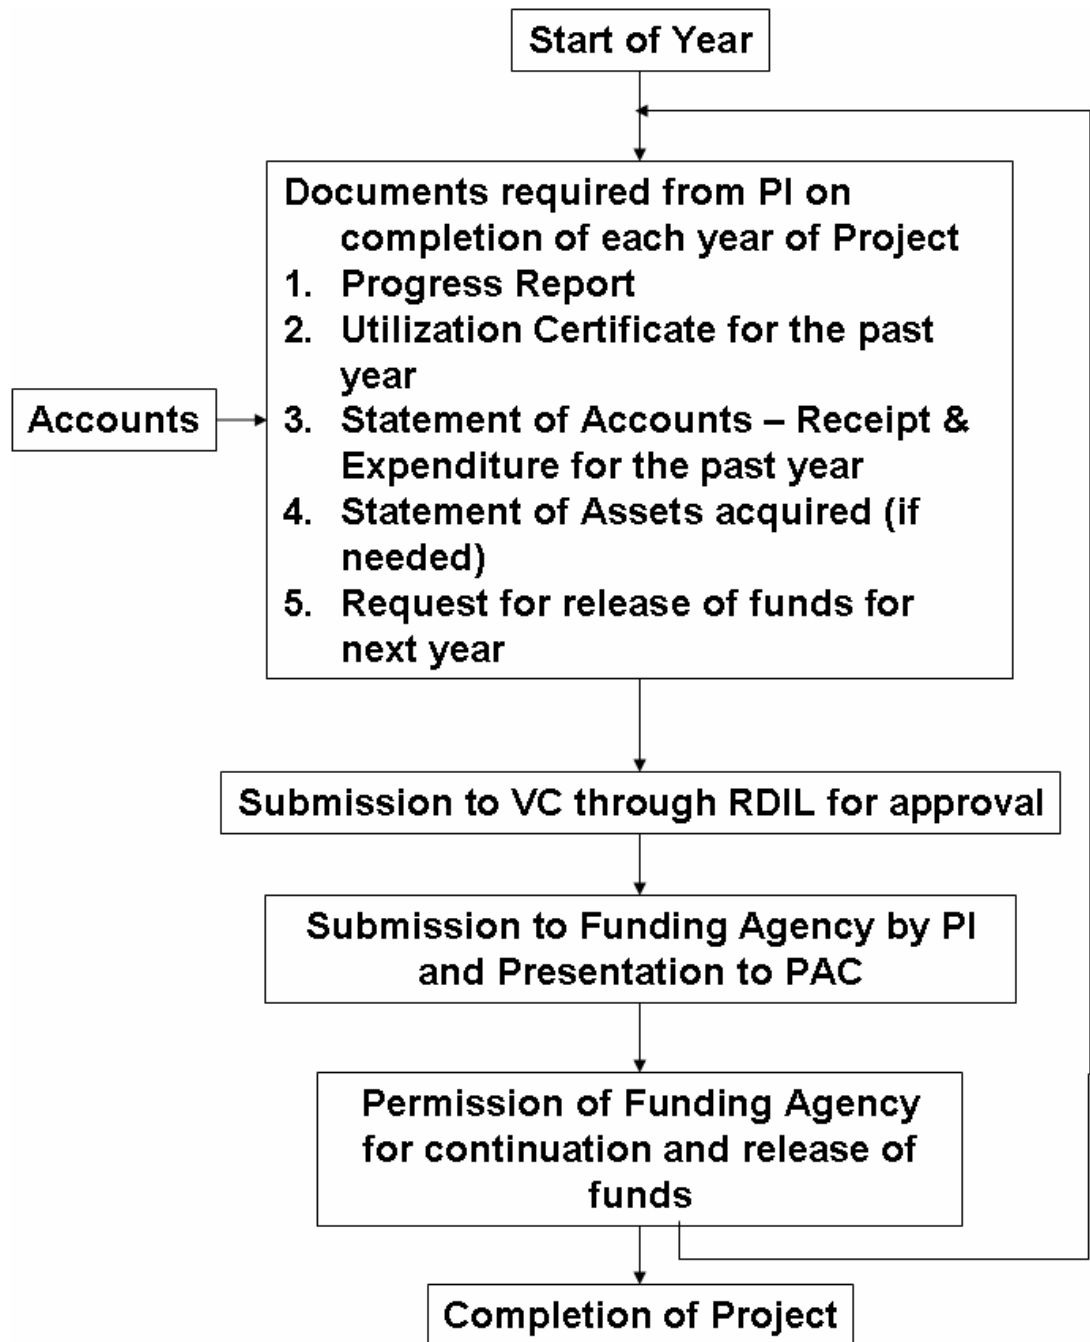 Start of Year
Documents required from PI on
completion of each year of Project
1. Progress Report
2. Utilization Certificate for the past
year
Accounts
3. Statement of Accounts – Receipt &
Expenditure for the past year
4. Statement of Assets acquired (if
needed)
5. Request for release of funds for
next year
Submission to VC through RDIL for approval
Submission to Funding Agency by PI
and Presentation to PAC
Permission of Funding Agency
for continuation and release of
funds
Completion of Project